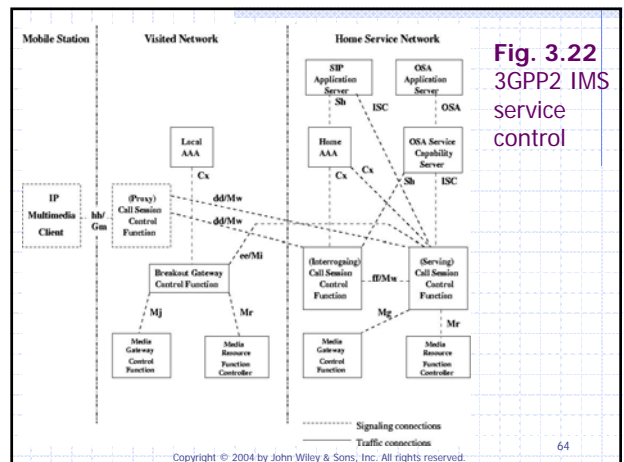 Mobile Station
Visited Network
Home Service Network
Fig. 3.22
3GPP2 IMS
service
control
SIP
Application
Server
OSA
Application
Server
Sh
ISC
OSA
Local
AAA
Home
AAA
OSA Service
Capability
Server
Cx
Cx
Cx
Sh
ISC
IP
Multimedia
Client
hh/
Gm
(Proxy)
Call Session
Control
Function
dd/Mw
dd/Mw
ee/Mi
Breakout Gateway
Control Function
(Interrogaing)
Call Session
Control
Function
ff/Mw
(Serving)
Call Session
Control
Function
Mj
Mr
Mg
Mr
Media
Gateway
Control
Function
Media
Resource
Function
Controller
Media
Gateway
Control
Function
Media
Resource
Function
Controller
Signaling connections
Traffic connections
64
Copyright © 2004 by John Wiley & Sons, Inc. All rights reserved.